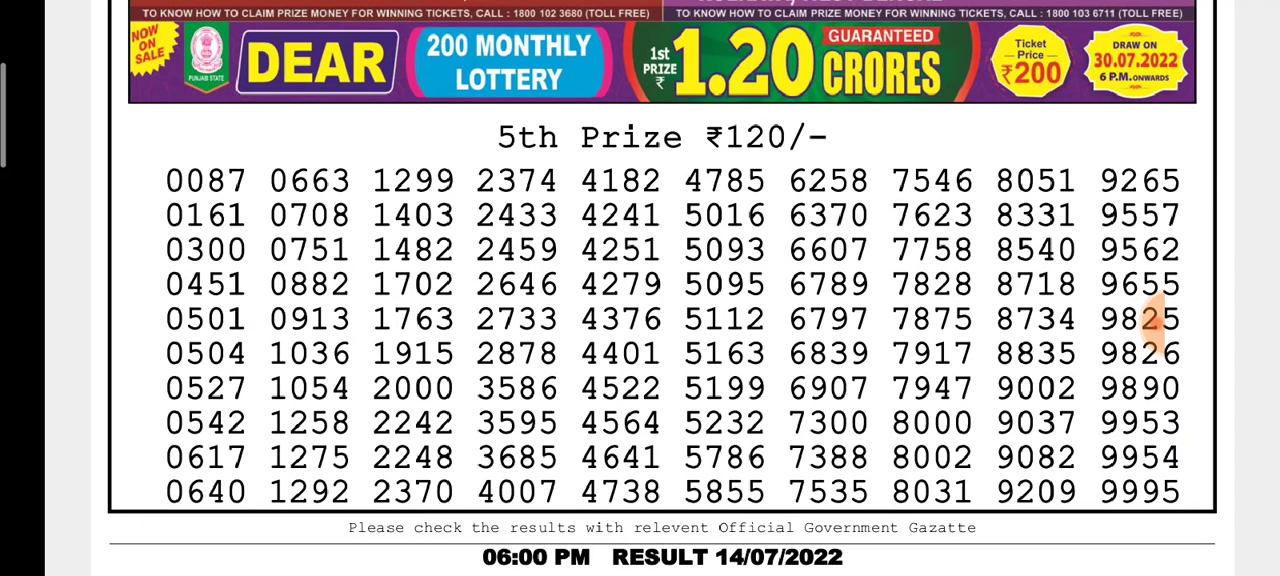 TO KNOW HOW TO CLAIM PRIZE MONEY FOR WINNING TICKETS, CALL : 1800 102 3680 (TOLL FREE) TO KNOW HOW TO CLAIM PRIZE MONEY FOR WINNING TICKETS, CALL : 1800 103 6711 (TOLL FREE)
NOW ON SALE
PUNJAB STATE
DEAR
200 MONTHLY
LOTTERY
1st
PRIZE
₹
1.20
GUARANTEED
CRORES
Ticket
Price
₹200
DRAW ON
30.07.2022
6 P.M. ONWARDS
5th Prize ₹120/-
0087 0663 1299 2374 4182 4785 6258 7546 8051 9265
0161 0708 1403 2433 4241 5016 6370 7623 8331 9557
0300 0751 1482 2459 4251 5093 6607 7758 8540 9562
0451 0882 1702 2646 4279 5095 6789 7828 8718 9655
0501 0913 1763 2733 4376 5112 6797 7875 8734 9825
0504 1036 1915 2878 4401 5163 6839 7917 8835 9826
0527 1054 2000 3586 4522 5199 6907 7947 9002 9890
0542 1258 2242 3595 4564 5232 7300 8000 9037 9953
0617 1275 2248 3685 4641 5786 7388 8002 9082 9954
0640 1292 2370 4007 4738 5855 7535 8031 9209 9995
Please check the results with relevent Official Government Gazatte
06:00 PM RESULT 14/07/2022